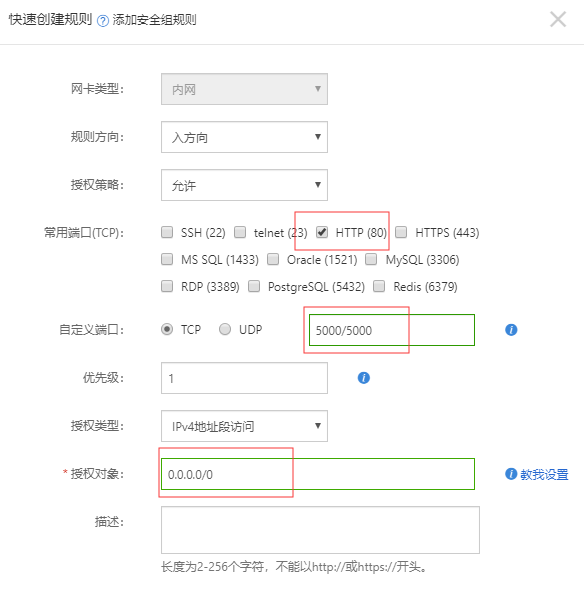 快速创建规则 ? 添加安全组规则
网卡类型： 内网
规则方向： 入方向
授权策略： 允许
常用端口(TCP)： SSH (22) telnet (23) HTTP (80) HTTPS (443)
MS SQL (1433) Oracle (1521) MySQL (3306)
RDP (3389) PostgreSQL (5432) Redis (6379)
自定义端口： TCP UDP 5000/5000 i
优先级： 1 i
授权类型： IPv4地址段访问
*授权对象： 0.0.0.0/0 i 教我设置
描述：
长度为2-256个字符，不能以http://或https://开头。